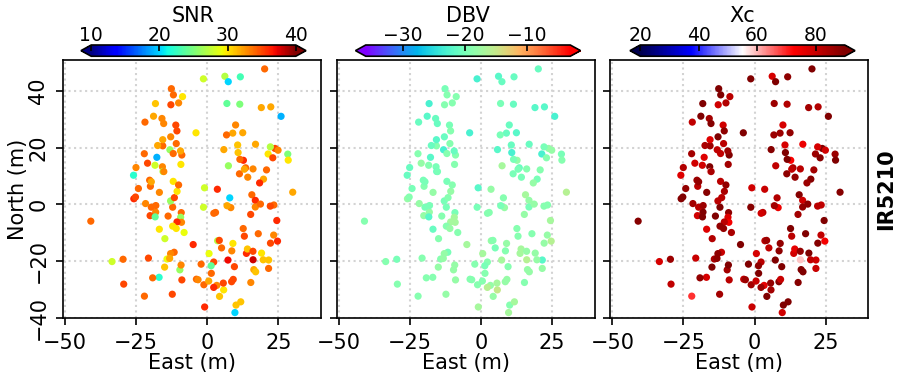 SNR DBV Xc
10 20 30 40 −30 −20 −10 20 40 60 80
40
20
0
−20
−40
North (m)
IR5210
−50 −25 0 25 −50 −25 0 25 −50 −25 0 25
East (m) East (m) East (m)